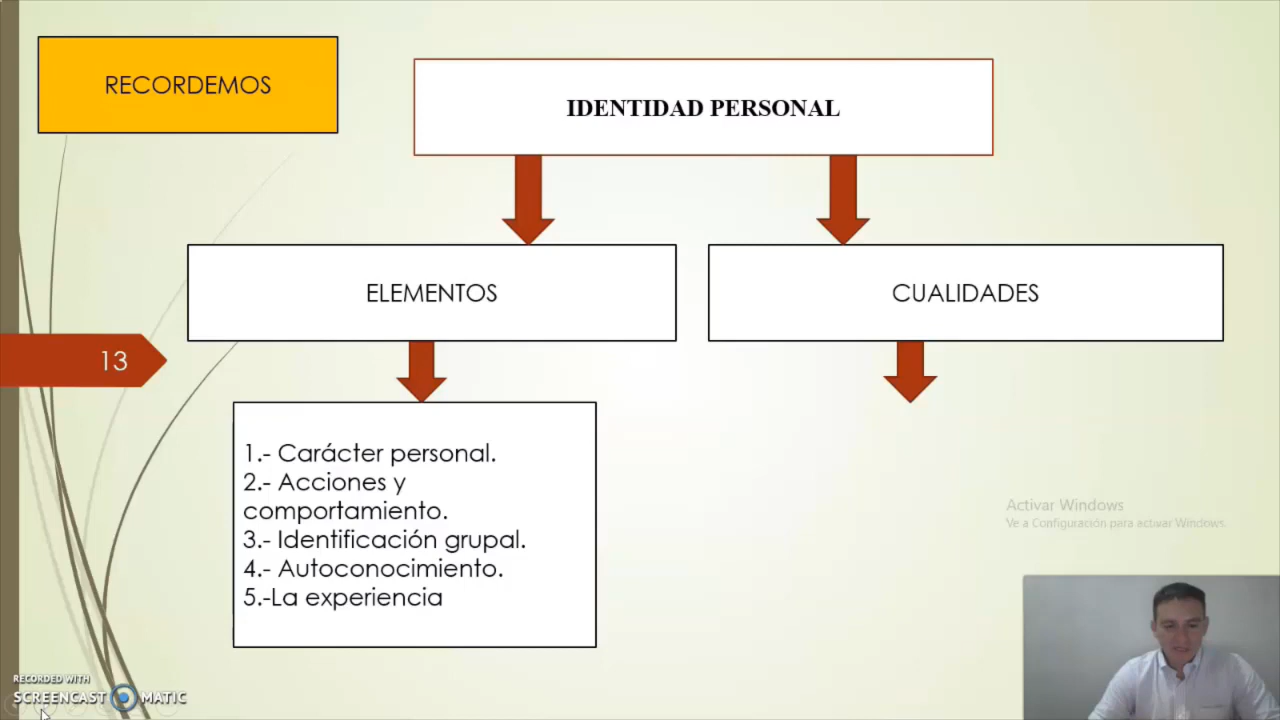 RECORDEMOS
IDENTIDAD PERSONAL
ELEMENTOS
CUALIDADES
13
1.- Carácter personal.
2.- Acciones y
comportamiento.
3.- Identificación grupal.
4.- Autoconocimiento.
5.-La experiencia
Activar Windows
Ve a Configuración para activar Windows.
RECORDED WITH
SCREENCAST MATIC